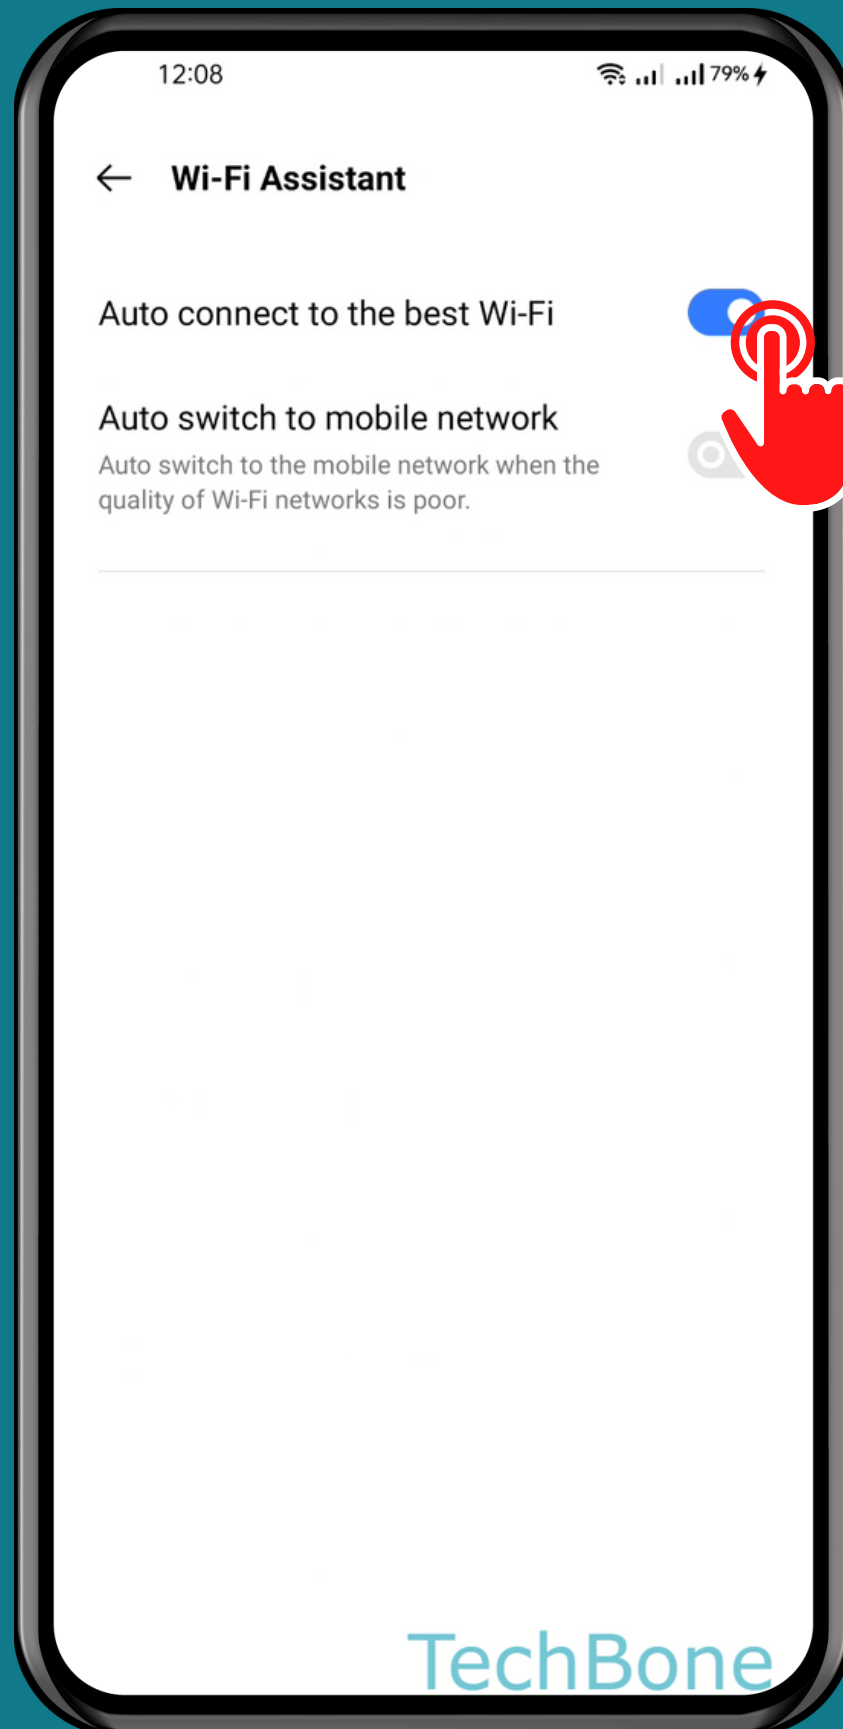 12:08
79%
Wi-Fi Assistant
Auto connect to the best Wi-Fi
Auto switch to mobile network
Auto switch to the mobile network when the
quality of Wi-Fi networks is poor.
TechBone